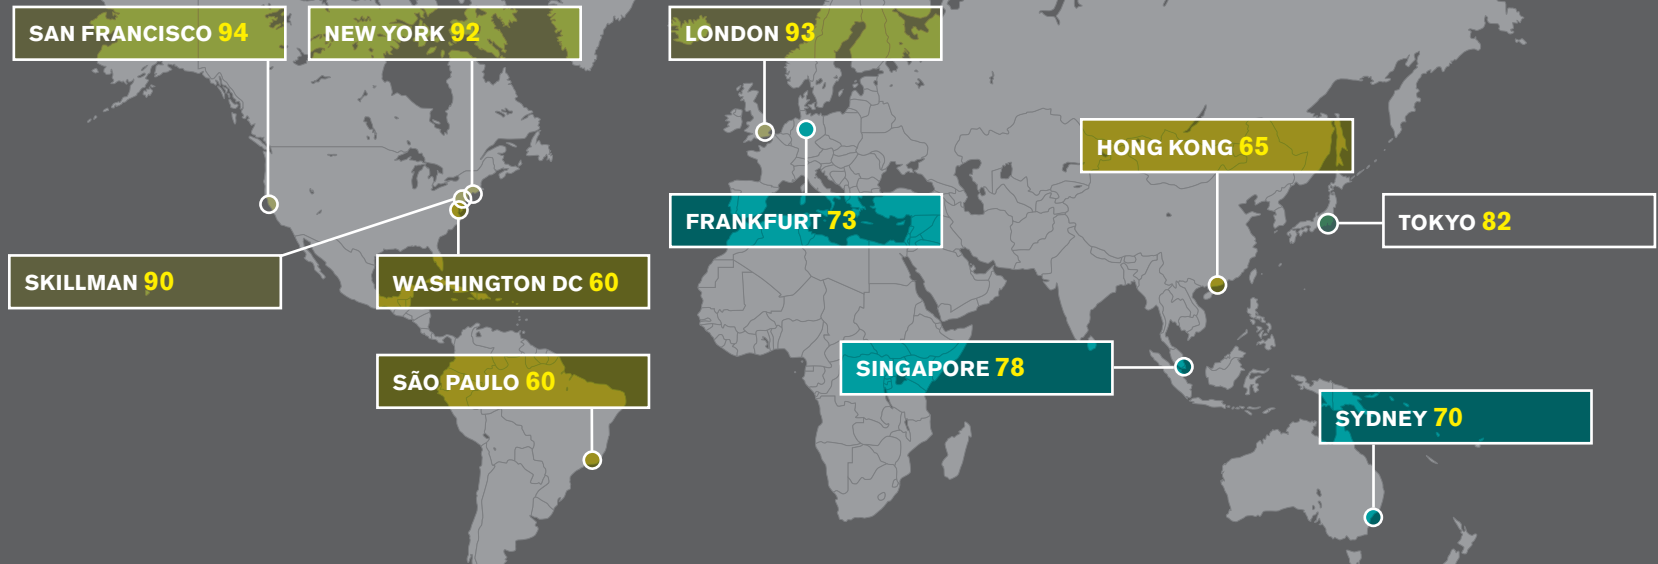 SAN FRANCISCO 94
NEW YORK 92
LONDON 93
HONG KONG 65
FRANKFURT 73
TOKYO 82
SKILLMAN 90
WASHINGTON DC 60
SINGAPORE 78
SÃO PAULO 60
SYDNEY 70